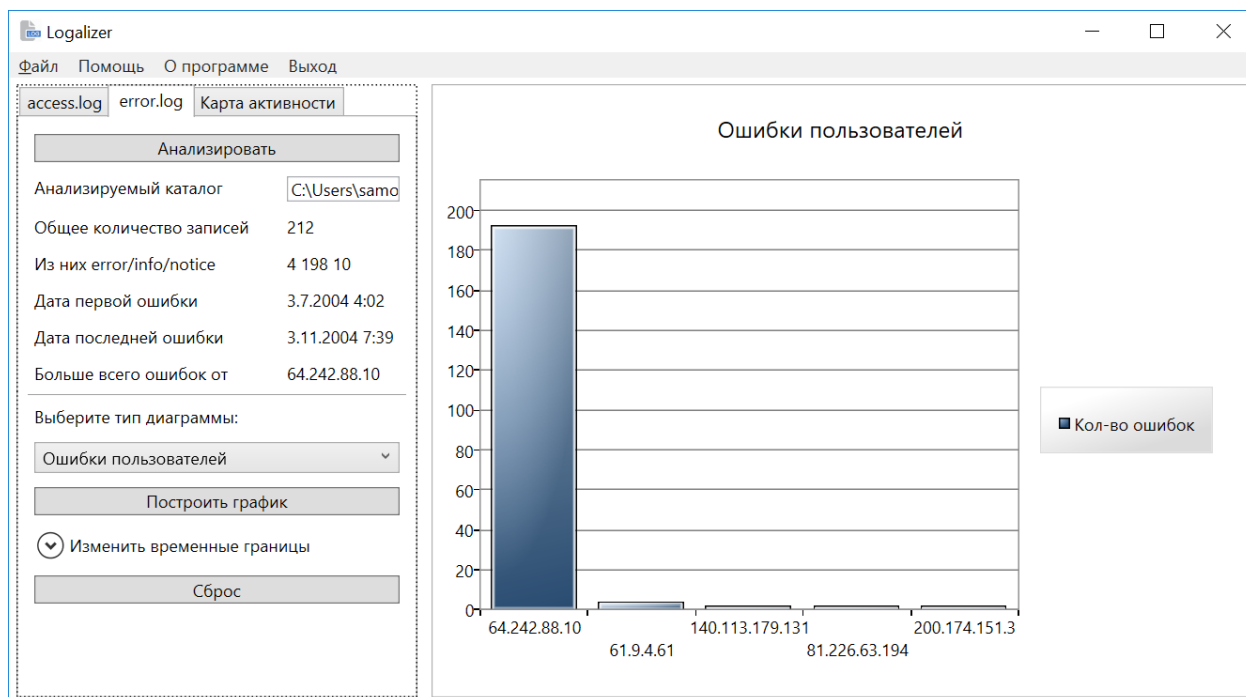 Logalizer
Файл Помощь О программе Выход
access.log error.log Карта активности
Анализировать
Анализируемый каталог C:\Users\samo
Общее количество записей 212
Из них error/info/notice 4 198 10
Дата первой ошибки 3.7.2004 4:02
Дата последней ошибки 3.11.2004 7:39
Больше всего ошибок от 64.242.88.10
Выберите тип диаграммы:
Ошибки пользователей
Построить график
Изменить временные границы
Сброс
Ошибки пользователей
200
180
160
140
120
100
80
60
40
20
0
64.242.88.10 140.113.179.131 200.174.151.3
61.9.4.61 81.226.63.194
Кол-во ошибок